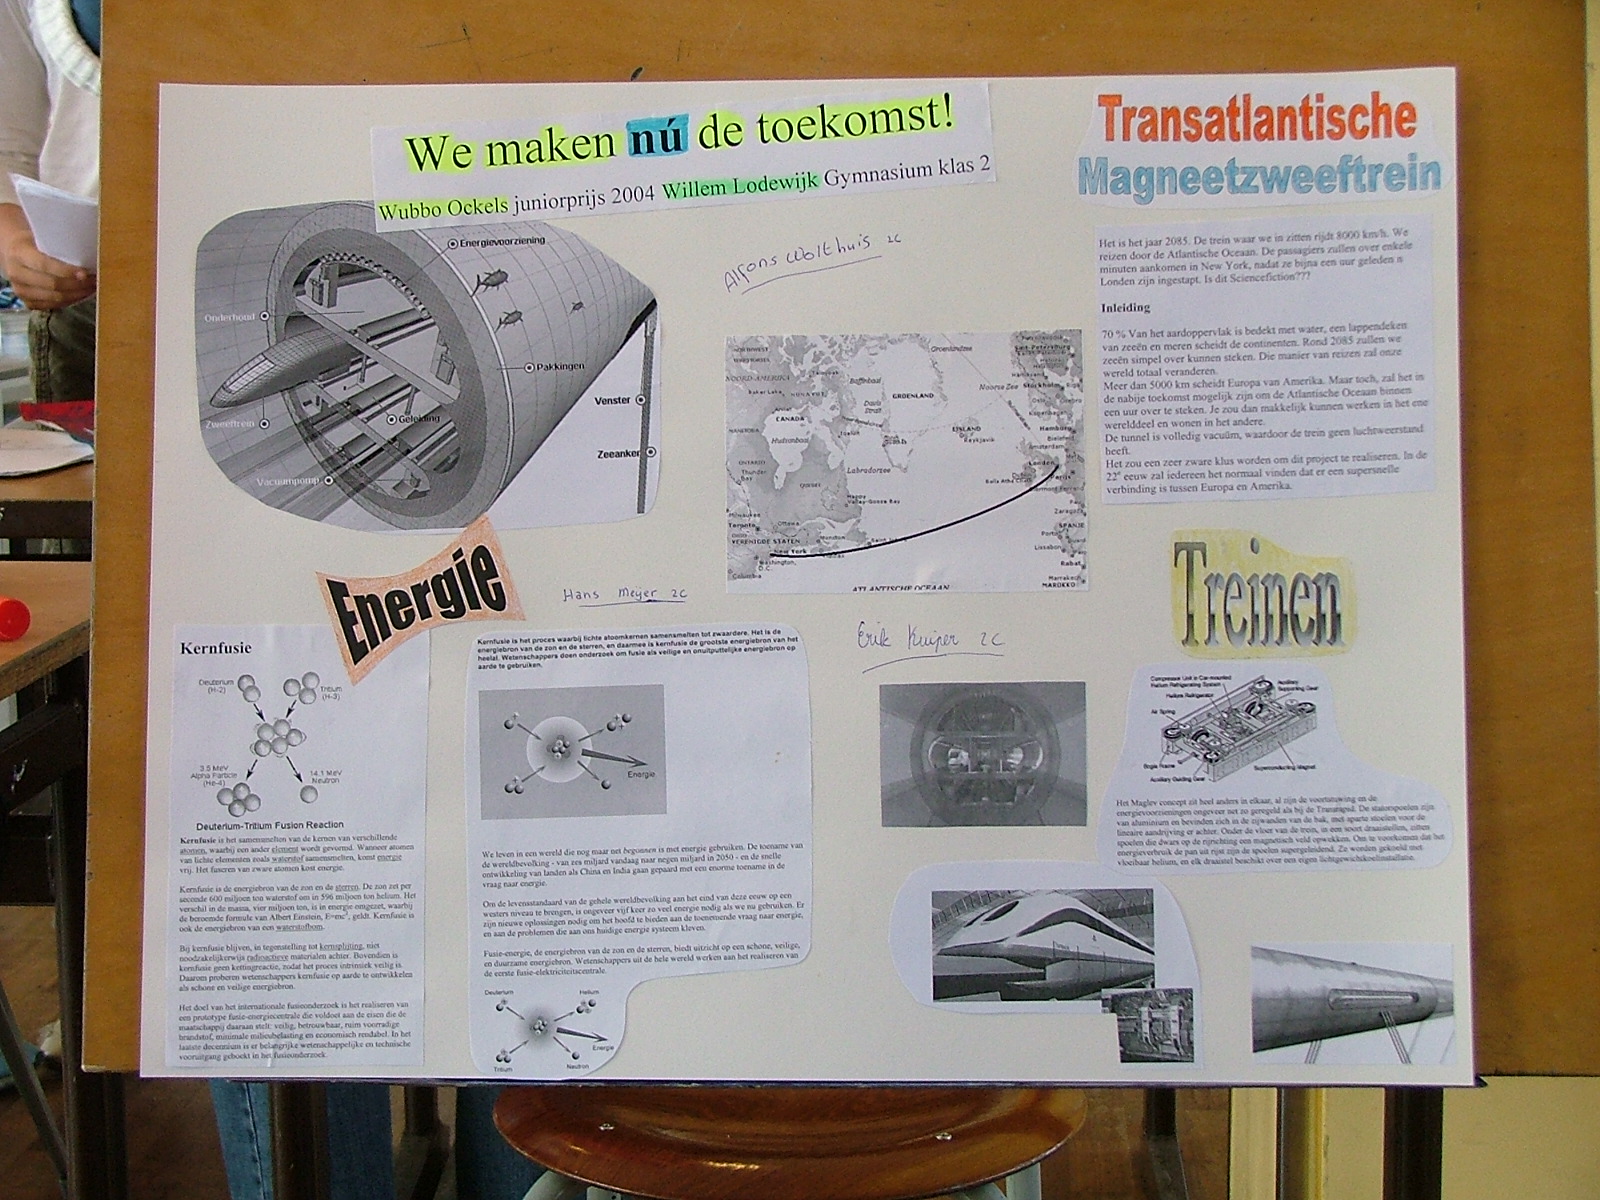 We maken nú de toekomst!
Wubbo Ockels juniorprijs 2004 Willem Lodewijk Gymnasium klas 2
Transatlantische
Magneetzweeftrein
Energievoorziening
Onderhoud
Pakkingen
Venster
Geleiding
Zweeftrein
Zeeanker
Vacuumpomp
Alfons Wolthuis 2C
Het is het jaar 2085. De trein waar we in zitten rijdt 8000 km/h. We
reizen door de Atlantische Oceaan. De passagiers zullen over enkele
minuten aankomen in New York, nadat ze bijna een uur geleden n
Londen zijn ingestapt. Is dit Sciencefiction???
Inleiding
70 % Van het aardoppervlak is bedekt met water, een lappendeken
van zeeën en meren scheidt de continenten. Rond 2085 zullen we
zeeën simpel over kunnen steken. Die manier van reizen zal onze
wereld totaal veranderen.
Meer dan 5000 km scheidt Europa van Amerika. Maar toch, zal het in
de nabije toekomst mogelijk zijn om de Atlantische Oceaan binnen
een uur over te steken. Je zou dan makkelijk kunnen werken in het ene
werelddeel en wonen in het andere.
De tunnel is volledig vacuüm, waardoor de trein geen luchtweerstand
heeft.
Het zou een zeer zware klus worden om dit project te realiseren. In de
22e eeuw zal iedereen het normaal vinden dat er een supersnelle
verbinding is tussen Europa en Amerika.
NOORD-AMERIKA
Baffinbaai
Groenlandzee
GROENLAND
Noorse Zee
Stockholm
Davis
Straat
CANADA
Hudsonbaai
IJSLAND
Reykjavik
Hamburg
Amsterdam
Londen
Parijs
Labradorzee
ONTARIO
Thunder
Bay
QUEBEC
Happy
Valley-Goose Bay
Ottawa
Toronto
VERENIGDE STATEN
New York
Washington,
D.C.
Columbia
SPANJE
Lissabon
Rabat
MAROKKO
ATLANTISCHE OCEAAN
Energie
Hans Meyer 2C
Erik Kuiper 2C
Treinen
Kernfusie
Deuterium
(H-2)
Tritium
(H-3)
3.5 MeV
Alpha Particle
(He-4)
14.1 MeV
Neutron
Deuterium-Tritium Fusion Reaction
Kernfusie is het samensmelten van de kernen van verschillende
atomen, waarbij een ander element wordt gevormd. Wanneer atomen
van lichte elementen zoals waterstof samensmelten, komt energie
vrij. Het fuseren van zware atomen kost energie.
Kernfusie is de energiebron van de zon en de sterren. De zon zet per
seconde 600 miljoen ton waterstof om in 596 miljoen ton helium. Het
verschil in de massa, vier miljoen ton, is in energie omgezet, waarbij
de beroemde formule van Albert Einstein, E=mc², geldt. Kernfusie is
ook de energiebron van een waterstofbom.
Bij kernfusie blijven, in tegenstelling tot kernsplijting, niet
noodzakelijkerwijs radioactieve materialen achter. Bovendien is
kernfusie geen kettingreactie, zodat het proces intrinsiek veilig is.
Daarom proberen wetenschappers kernfusie op aarde te ontwikkelen
als schone en veilige energiebron.
Het doel van het internationale fusieonderzoek is het realiseren van
een prototype fusie-energiecentrale die voldoet aan de eisen die de
maatschappij daaraan stelt: veilig, betrouwbaar, ruim voorradige
brandstof, minimale milieubelasting en economisch rendabel. In het
laatste decennium is er belangrijke wetenschappelijke en technische
vooruitgang geboekt in het fusieonderzoek.
Kernfusie is het proces waarbij lichte atoomkernen samensmelten tot zwaardere. Het is de
energiebron van de zon en de sterren, en daarmee is kernfusie de grootste energiebron van het
heelal. Wetenschappers doen onderzoek om fusie als veilige en onuitputtelijke energiebron op
aarde te gebruiken.
Energie
We leven in een wereld die nog maar net begonnen is met energie gebruiken. De toename van
de wereldbevolking - van zes miljard vandaag naar negen miljard in 2050 - en de snelle
ontwikkeling van landen als China en India gaan gepaard met een enorme toename in de
vraag naar energie.
Om de levensstandaard van de gehele wereldbevolking aan het eind van deze eeuw op een
westers niveau te brengen, is ongeveer vijf keer zo veel energie nodig als we nu gebruiken. Er
zijn nieuwe oplossingen nodig om het hoofd te bieden aan de toenemende vraag naar energie,
en aan de problemen die aan ons huidige energie systeem kleven.
Fusie-energie, de energiebron van de zon en de sterren, biedt uitzicht op een schone, veilige,
en duurzame energiebron. Wetenschappers uit de hele wereld werken aan het realiseren van
de eerste fusie-elektriciteitscentrale.
Deuterium
Helium
Energie
Tritium
Neutron
Compressor Unit in Car-mounted
Helium Refrigerating System
Helium Refrigerator
Auxiliary
Supporting Gear
Air Spring
Bogie Frame
Auxiliary Guiding Gear
Superconducting Magnet
Het Maglev concept zit heel anders in elkaar, al zijn de voortstuwing en de
energievoorzieningen ongeveer net zo geregeld als bij de Transrapid. De statorspoelen zijn
van aluminium en bevinden zich in de zijwanden van de bak, met aparte spoelen voor de
lineaire aandrijving er achter. Onder de vloer van de trein, in een soort draaistellen, zitten
spoelen die dwars op de rijrichting een magnetisch veld opwekken. Om te voorkomen dat het
energieverbruik de pan uit rijst zijn de spoelen supergeleidend. Ze worden gekoeld met
vloeibaar helium, en elk draaistel beschikt over een eigen lichtgewichtkoelinstallatie.